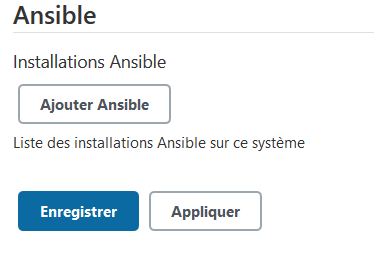 Ansible
Installations Ansible
Ajouter Ansible
Liste des installations Ansible sur ce système
Enregistrer
Appliquer